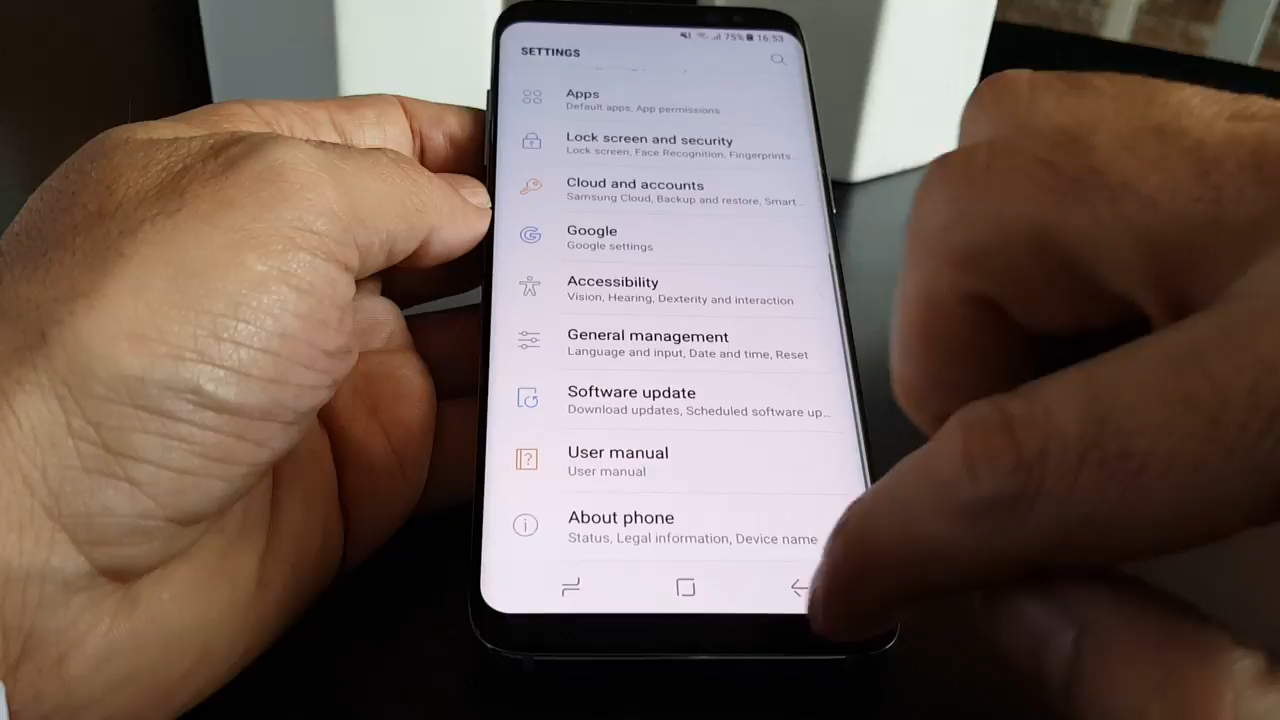 75% 16:53
SETTINGS
Apps
Default apps, App permissions
Lock screen and security
Lock screen, Face Recognition, Fingerprints...
Cloud and accounts
Samsung Cloud, Backup and restore, Smart...
Google
Google settings
Accessibility
Vision, Hearing, Dexterity and interaction
General management
Language and input, Date and time, Reset
Software update
Download updates, Scheduled software up...
User manual
User manual
About phone
Status, Legal information, Device name